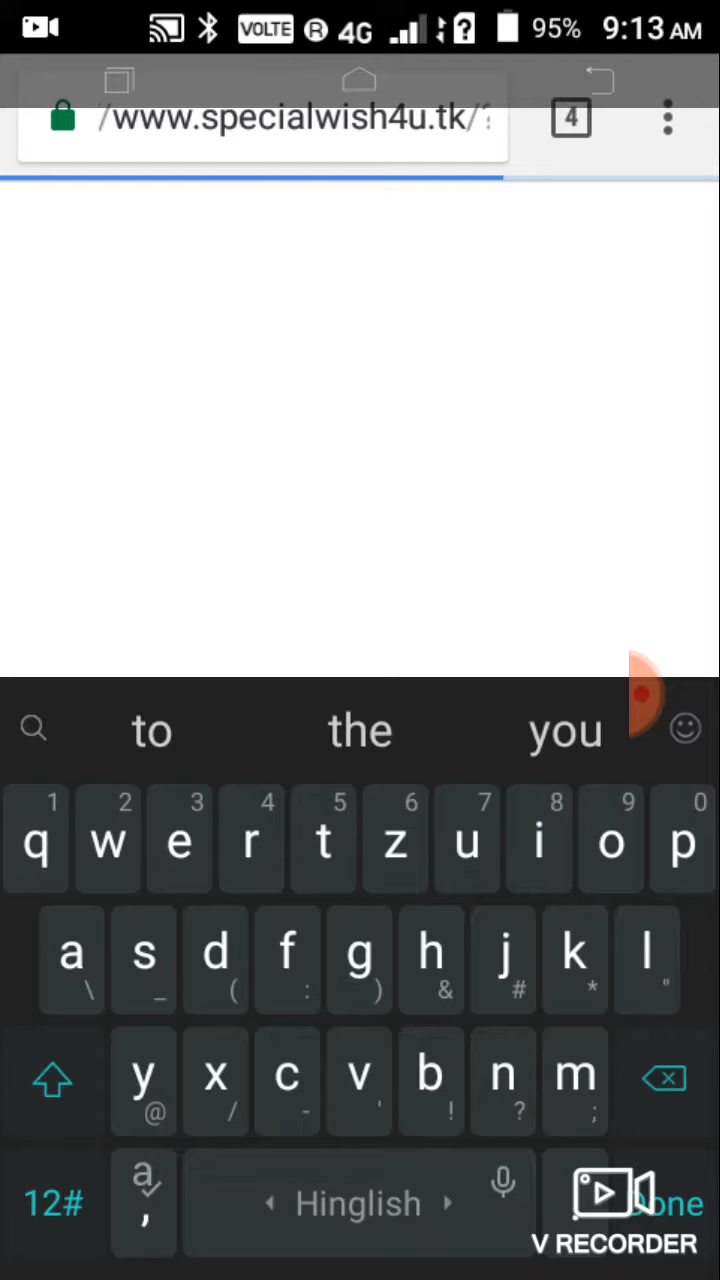 VOLTE R 4G ? 95% 9:13 AM
/www.specialwish4u.tk/?
4
to the you
1 2 3 4 5 6 7 8 9 0
q w e r t z u i o p
a s d f g h j k l
\ _ ( : ) & # * "
y x c v b n m
@ / - ' ! ? ;
12# a , Hinglish Done
V RECORDER